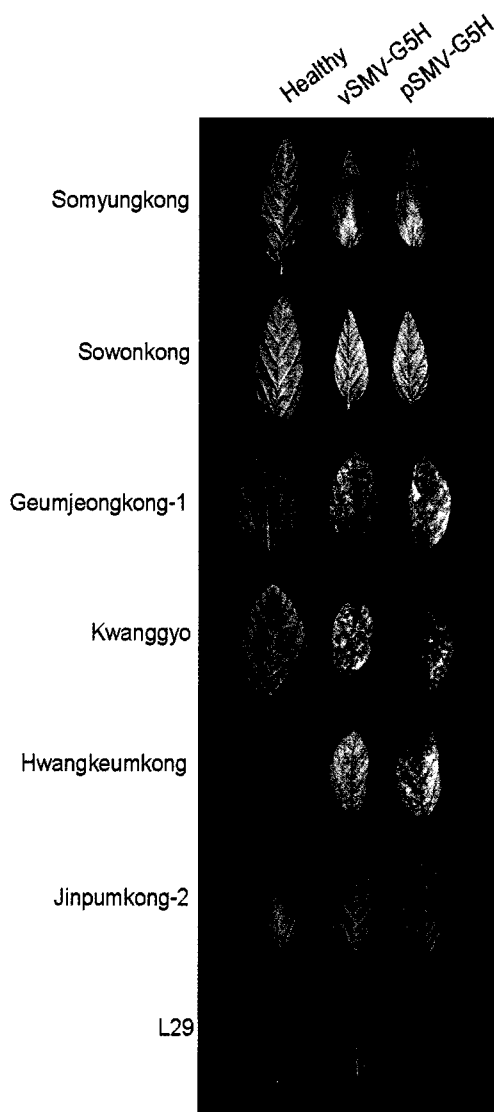 Healthy
vSMV-G5H
pSMV-G5H
Somyungkong
Sowonkong
Geumjeongkong-1
Kwanggyo
Hwangkeumkong
Jinpumkong-2
L29